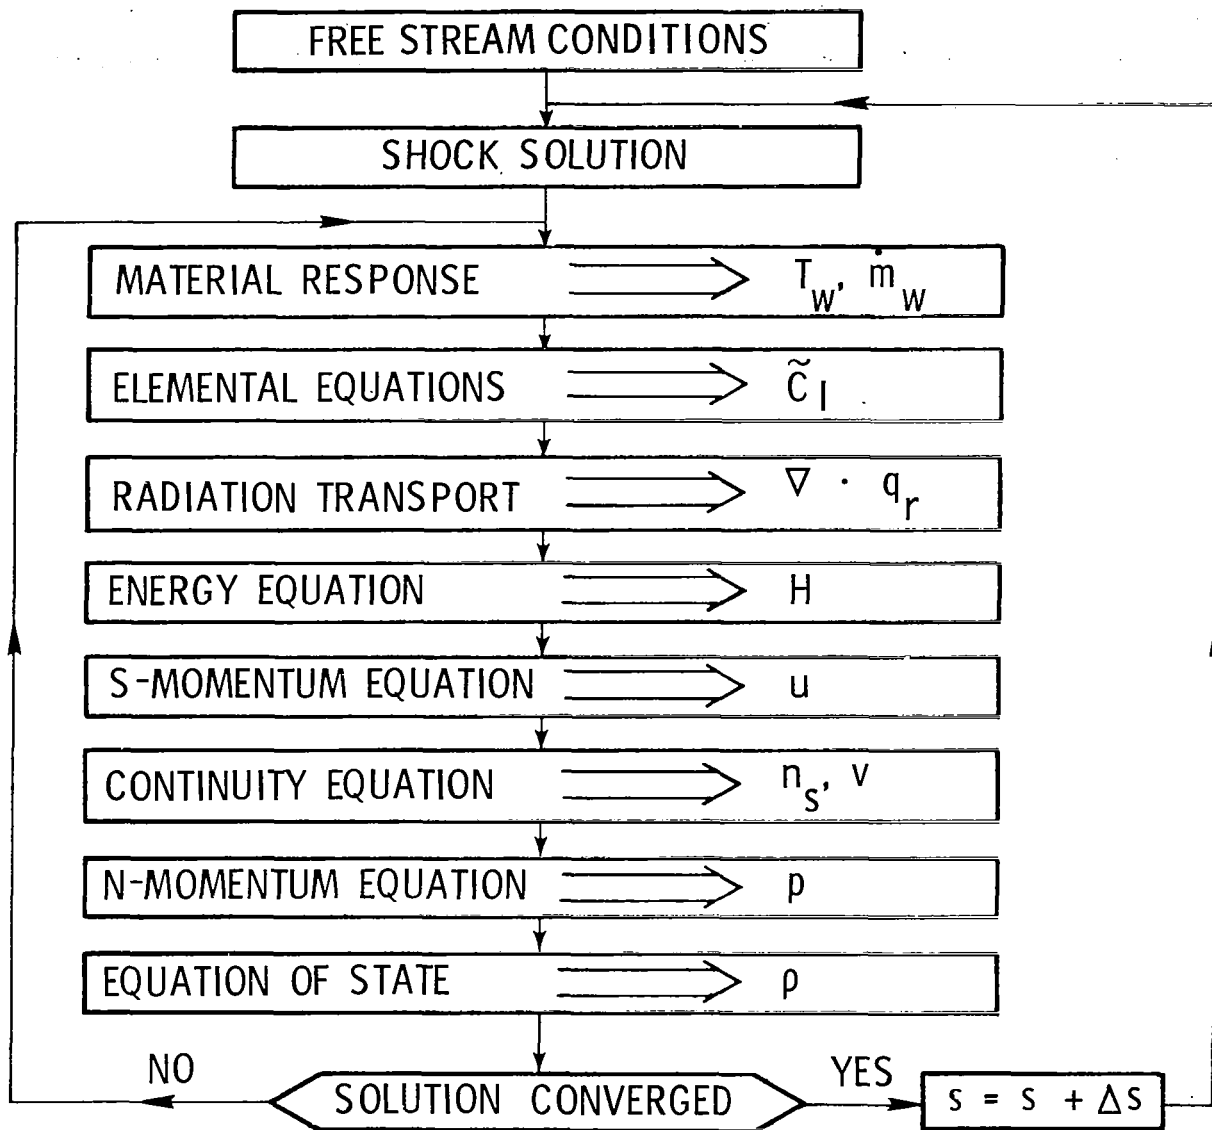 FREE STREAM CONDITIONS
SHOCK SOLUTION
MATERIAL RESPONSE T_w, ṁ_w
ELEMENTAL EQUATIONS C̃_l
RADIATION TRANSPORT ∇ · q_r
ENERGY EQUATION H
S-MOMENTUM EQUATION u
CONTINUITY EQUATION n_s, v
N-MOMENTUM EQUATION p
EQUATION OF STATE ρ
NO
SOLUTION CONVERGED
YES
s = s + Δs